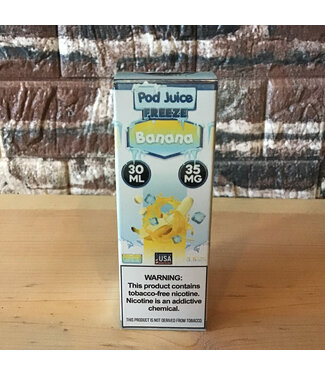 Pod Juice
FREEZE
Banana
30
ML
35
MG
USA
WARNING:
This product contains
tobacco-free nicotine.
Nicotine is an addictive
chemical.
THIS PRODUCT IS NOT DERIVED FROM TOBACCO